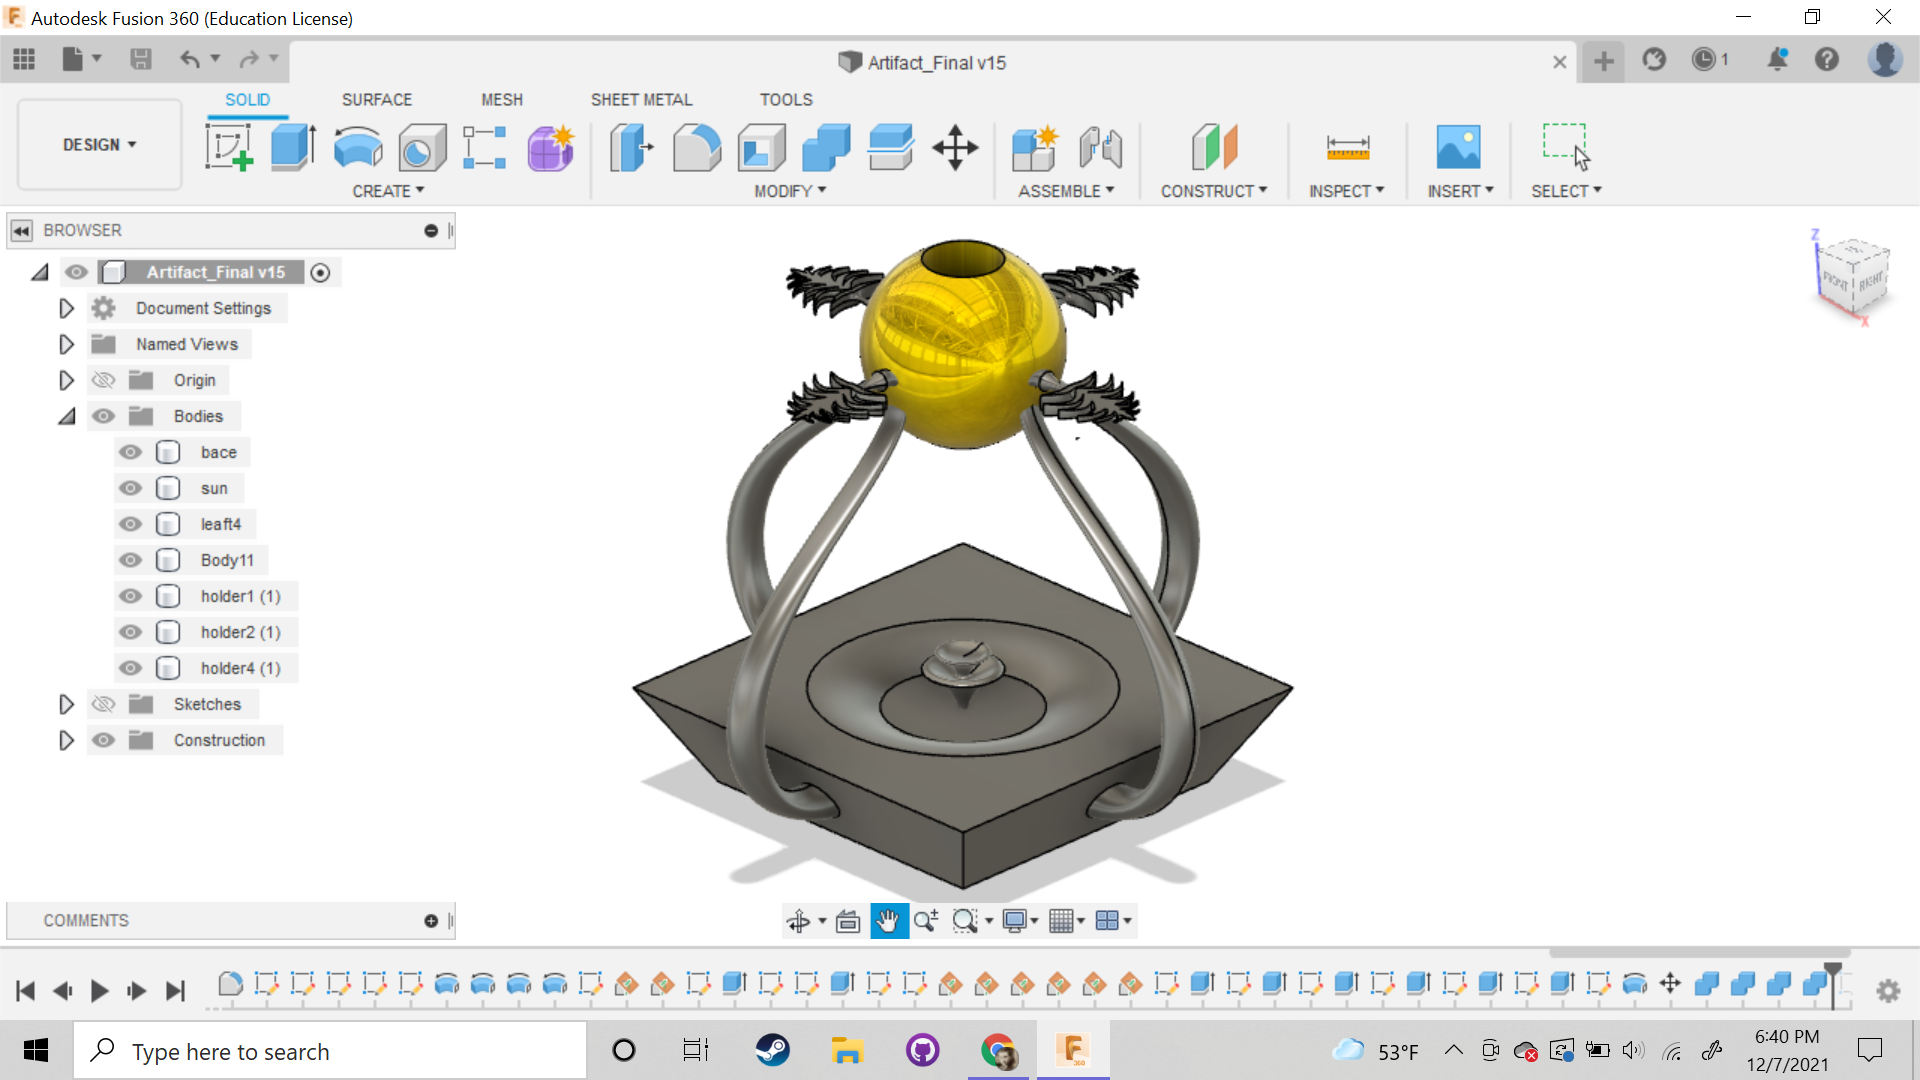 Autodesk Fusion 360 (Education License)
Artifact_Final v15
1
DESIGN
SOLID
SURFACE
MESH
SHEET METAL
TOOLS
CREATE
MODIFY
ASSEMBLE
CONSTRUCT
INSPECT
INSERT
SELECT
BROWSER
Artifact_Final v15
Document Settings
Named Views
Origin
Bodies
bace
sun
leaft4
Body11
holder1 (1)
holder2 (1)
holder4 (1)
Sketches
Construction
Z
FRONT
RIGHT
X
COMMENTS
Type here to search
F
360
53°F
6:40 PM
12/7/2021